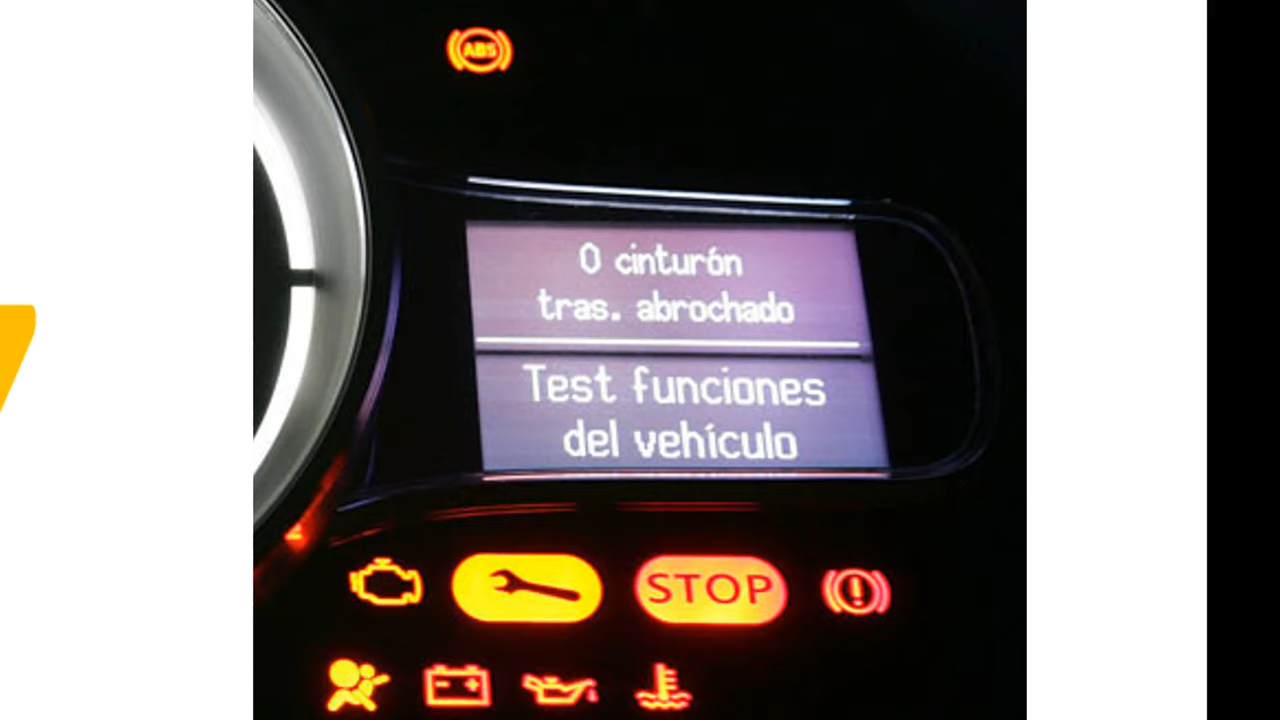 ABS
0 cinturón
tras. abrochado
Test funciones
del vehículo
STOP